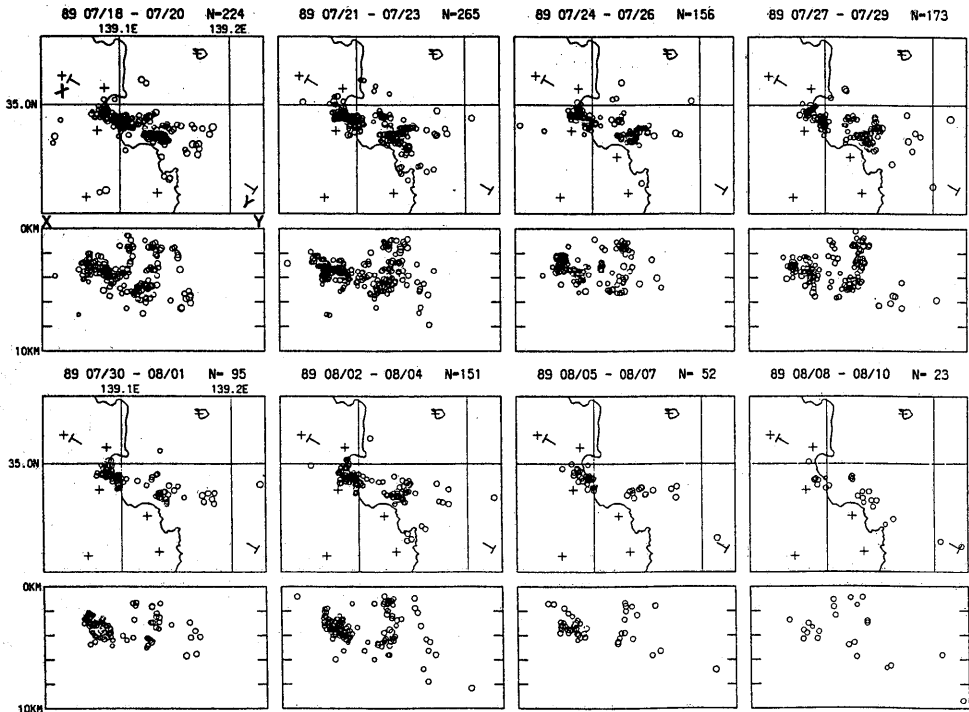 89 07/18 - 07/20 N=224
89 07/21 - 07/23 N=265
89 07/24 - 07/26 N=156
89 07/27 - 07/29 N=173
139.1E 139.2E
35.0N
X Y
X Y
0KM
10KM
89 07/30 - 08/01 N= 95
89 08/02 - 08/04 N=151
89 08/05 - 08/07 N= 52
89 08/08 - 08/10 N= 23
139.1E 139.2E
35.0N
0KM
10KM